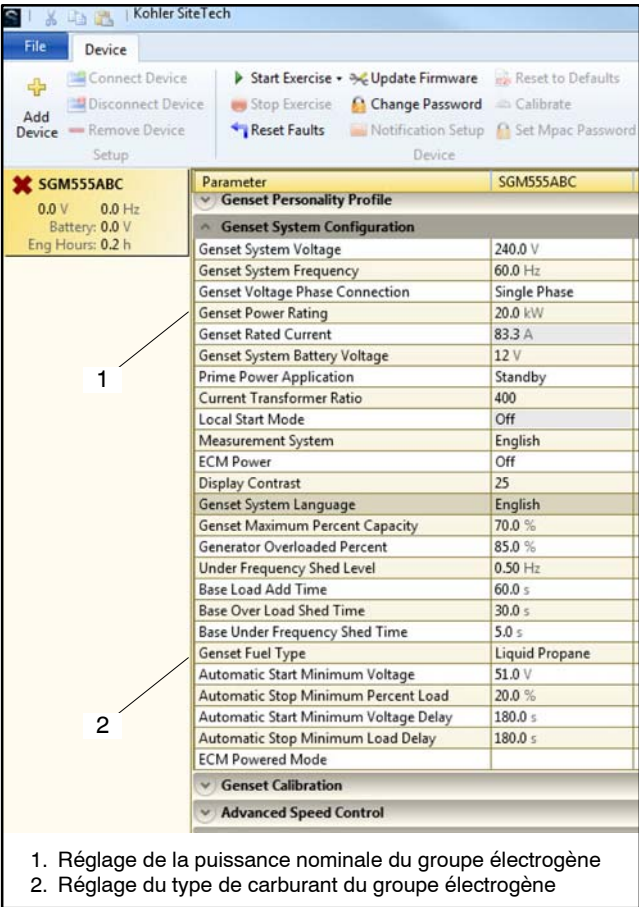 Kohler SiteTech
File Device
Add Device
Connect Device
Disconnect Device
Remove Device
Setup
Start Exercise
Stop Exercise
Reset Faults
Update Firmware
Change Password
Notification Setup
Reset to Defaults
Calibrate
Set Mpac Password
Device
SGM555ABC
0.0 V 0.0 Hz
Battery: 0.0 V
Eng Hours: 0.2 h
Parameter SGM555ABC
Genset Personality Profile
Genset System Configuration
Genset System Voltage 240.0 V
Genset System Frequency 60.0 Hz
Genset Voltage Phase Connection Single Phase
Genset Power Rating 20.0 kW
Genset Rated Current 83.3 A
Genset System Battery Voltage 12 V
Prime Power Application Standby
Current Transformer Ratio 400
Local Start Mode Off
Measurement System English
ECM Power Off
Display Contrast 25
Genset System Language English
Genset Maximum Percent Capacity 70.0 %
Generator Overloaded Percent 85.0 %
Under Frequency Shed Level 0.50 Hz
Base Load Add Time 60.0 s
Base Over Load Shed Time 30.0 s
Base Under Frequency Shed Time 5.0 s
Genset Fuel Type Liquid Propane
Automatic Start Minimum Voltage 51.0 V
Automatic Stop Minimum Percent Load 20.0 %
Automatic Start Minimum Voltage Delay 180.0 s
Automatic Stop Minimum Load Delay 180.0 s
ECM Powered Mode
Genset Calibration
Advanced Speed Control
1
2
1. Réglage de la puissance nominale du groupe électrogène
2. Réglage du type de carburant du groupe électrogène